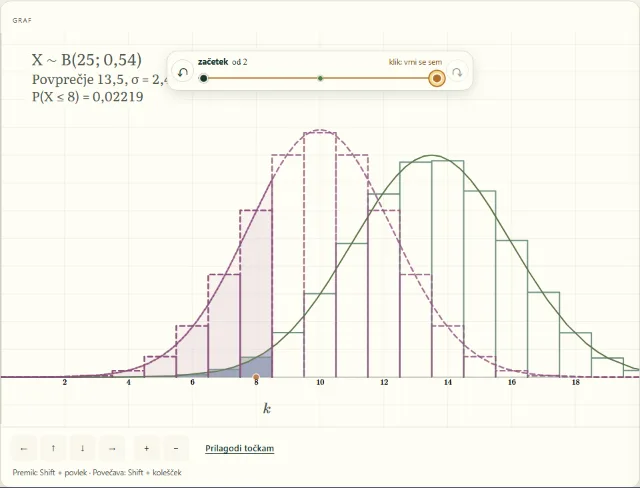 GRAF
X ~ B(25; 0,54)
Povprečje 13,5, σ = 2,4
P(X ≤ 8) = 0,02219
začetek od 2
klik: vrni se sem
2 4 6 8 10 12 14 16 18
k
← ↑ ↓ → + − Prilagodi točkam
Premik: Shift + povlek · Povečava: Shift + kolešček